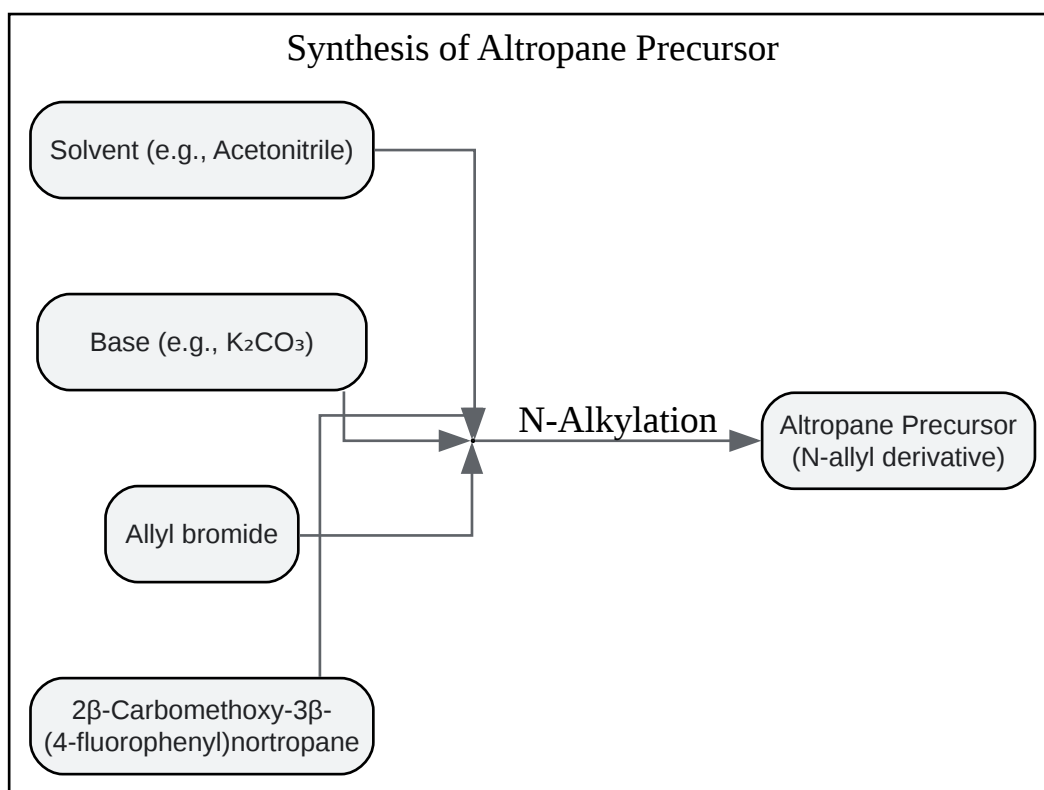 Synthesis of Altropane Precursor
Solvent (e.g., Acetonitrile)
Base (e.g., K₂CO₃)
N-Alkylation
Altropane Precursor
(N-allyl derivative)
Allyl bromide
2β-Carbomethoxy-3β-
(4-fluorophenyl)nortropane